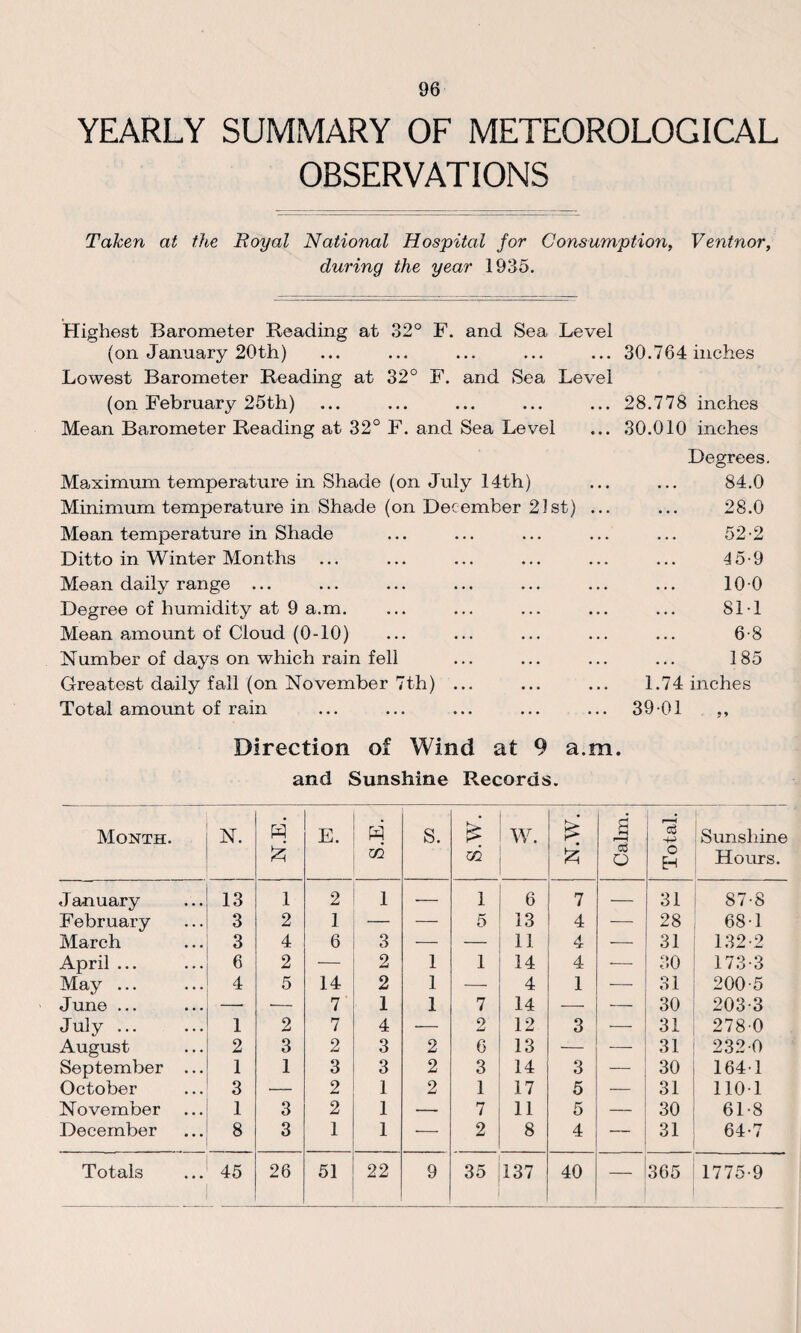 96
YEARLY SUMMARY OF METEOROLOGICAL
OBSERVATIONS
Taken at the Royal National Hospital for Consumption, Ventnor,
during the year 1935.
Highest Barometer Reading at 32° F. and Sea Level
(on January 20th) ... ... ... ... ... 30.764 inches
Lowest Barometer Reading at 32° F. and Sea Level
(on February 25th) ... ... ... ... ... 28.778 inches
Mean Barometer Reading at 32° F. and Sea Level ... 30.010 inches
Degrees.
Maximum temperature in Shade (on July 14th) ... ... 84.0
Minimum temperature in Shade (on December 21st) ... ... 28.0
Mean temperature in Shade ... ... ... ... ... 52·2
Ditto in Winter Months ... ... ... ... ... ... 45·9
Mean daily range ... ... ... ... ... ... ... 10·0
Degree of humidity at 9 a.m. ... ... ... ... ... 81·1
Mean amount of Cloud (0-10) ... ... ... ... ... 6·8
Number of days on which rain fell ... ... ... ... 185
Greatest daily fall (on November 7th) ... ... ... 1.74 inches
Total amount of rain ... ... ... ... ... 39·01 ,,
Direction of Wind at 9 a.m.
and Sunshine Records.
Month. N. N.E. E. S.E. S. S.W. W. N.W. Calm. Total. Sunshine Hours.
January ... 13 1 2 1 — 1 6 7 — 31 87·8
February ... 3 2 1 — — 5 13 4 — 28 68·1
March ... 3 4 6 3 — — 11 4 — 31 132·2
April ... ... 6 2 — 2 1 1 14 4 — 30 173·3
May ... ... 4 5 14 2 1 — 4 1 — 31 200·5
June ... ... — — 7 1 1 7 14 — — 30 203·3
July ... ... 1 2 7 4 — 2 12 3 — 31 278·0
August ... 2 3 2 3 2 6 13 — — 31 232·0
September ... 1 1 3 3 2 3 14 3 — 30 164·1
October ... 3 — 2 1 2 1 17 5 — 31 110·1
November ... 1 3 2 1 — 7 11 5 — 30 61·8
December ... 8 3 1 1 — 2 8 4 — 31 64·7
Totals ... 45 26 51 22 9 35 137 40 — 365 1775·9